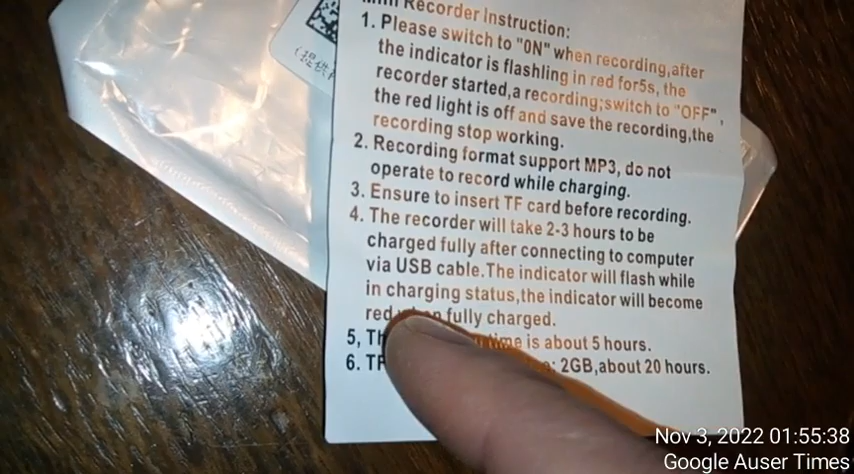 Recorder Instruction:
1. Please switch to "0N" when recording,after
the indicator is flashling in red for5s, the
recorder started,a recording;switch to "OFF",
the red light is off and save the recording,the
recording stop working.
2. Recording format support MP3, do not
operate to record while charging.
3. Ensure to insert TF card before recording.
4. The recorder will take 2-3 hours to be
charged fully after connecting to computer
via USB cable.The indicator will flash while
in charging status,the indicator will become
red fully charged.
5, time is about 5 hours.
6. 2GB,about 20 hours.
(提供
Nov 3, 2022 01:55:38
Google Auser Times